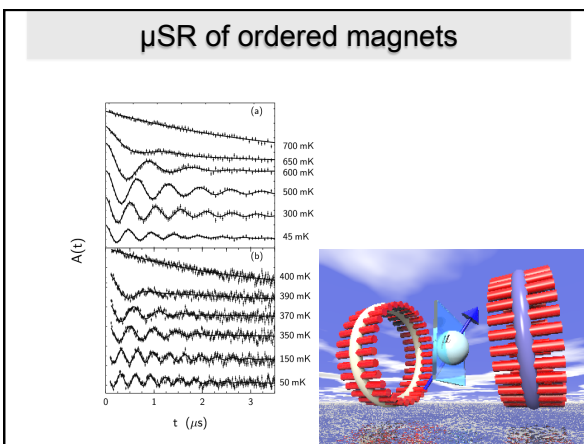 µSR of ordered magnets
(a)
700 mK
650 mK
600 mK
500 mK
300 mK
45 mK
A(t)
(b)
400 mK
390 mK
370 mK
350 mK
150 mK
50 mK
0 1 2 3
t (µs)
µ